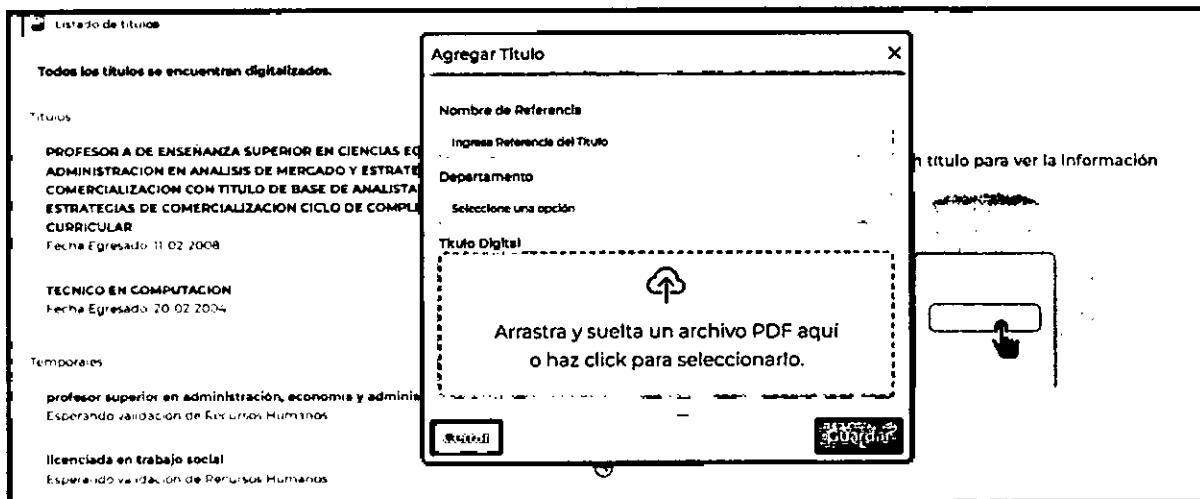 Listado de títulos
Todos los títulos se encuentran digitalizados.
Títulos
PROFESOR A DE ENSEÑANZA SUPERIOR EN CIENCIAS EC
ADMINISTRACION EN ANALISIS DE MERCADO Y ESTRATE
COMERCIALIZACION CON TITULO DE BASE DE ANALISTA
ESTRATEGIAS DE COMERCIALIZACION CICLO DE COMPLE
CURRICULAR
Fecha Egresado: 11-02-2008
TECNICO EN COMPUTACION
Fecha Egresado: 20-02-2004
Temporales
profesor superior en administración, economia y adminis
Esperando validación de Recursos Humanos
licenciada en trabajo social
Esperando validación de Recursos Humanos
Agregar Título
Nombre de Referencia
Ingrese Referencia del Título
Departamento
Seleccione una opción
Título Digital
Arrastra y suelta un archivo PDF aquí
o haz click para seleccionarlo.
Guardar
n título para ver la Información